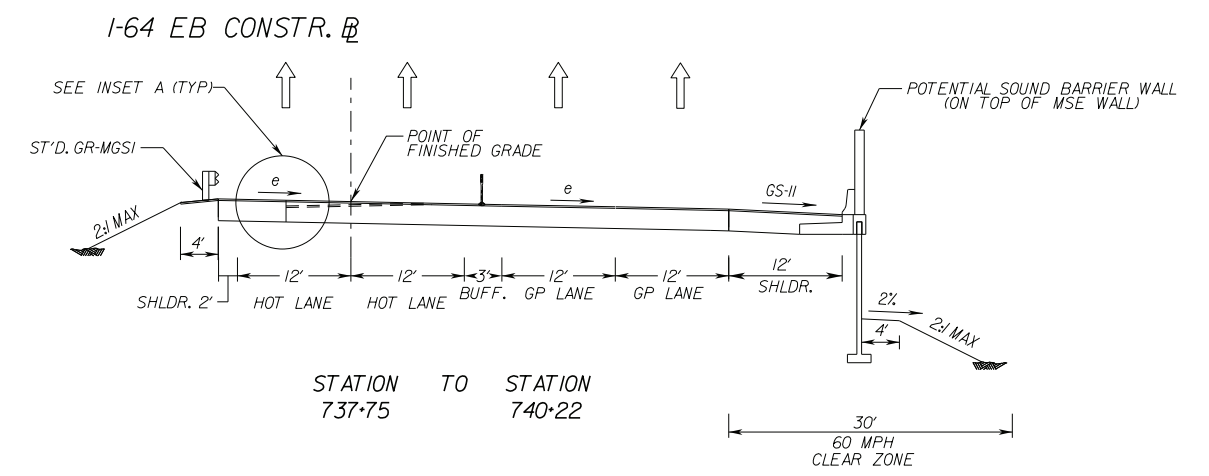 I-64 EB CONSTR. BL
SEE INSET A (TYP)
POTENTIAL SOUND BARRIER WALL
(ON TOP OF MSE WALL)
ST'D. GR-MGS1
POINT OF
FINISHED GRADE
e
e
GS-11
2:1 MAX
4'
12'
12'
3'
12'
12'
12'
SHLDR. 2'
HOT LANE
HOT LANE
BUFF.
GP LANE
GP LANE
SHLDR.
2%
4'
2:1 MAX
STATION TO STATION
737+75 740+22
30'
60 MPH
CLEAR ZONE